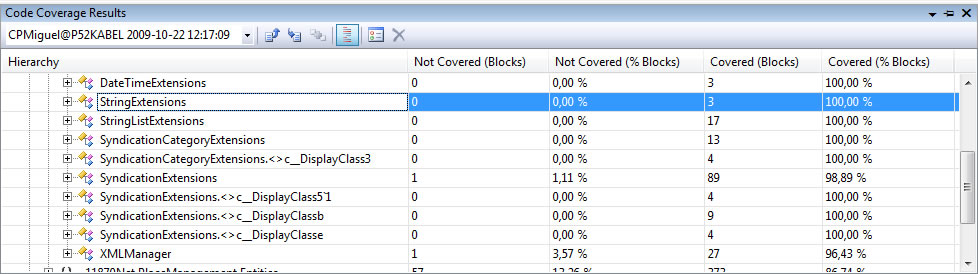 Code Coverage Results
CPMiguel@P52KABEL 2009-10-22 12:17:09
Hierarchy Not Covered (Blocks) Not Covered (% Blocks) Covered (Blocks) Covered (% Blocks)
DateTimeExtensions 0 0,00 % 3 100,00 %
StringExtensions 0 0,00 % 3 100,00 %
StringListExtensions 0 0,00 % 17 100,00 %
SyndicationCategoryExtensions 0 0,00 % 13 100,00 %
SyndicationCategoryExtensions.<>c__DisplayClass3 0 0,00 % 4 100,00 %
SyndicationExtensions 1 1,11 % 89 98,89 %
SyndicationExtensions.<>c__DisplayClass5`1 0 0,00 % 4 100,00 %
SyndicationExtensions.<>c__DisplayClassb 0 0,00 % 9 100,00 %
SyndicationExtensions.<>c__DisplayClasse 0 0,00 % 4 100,00 %
XMLManager 1 3,57 % 27 96,43 %
57 13,26 % 373 86,74 %